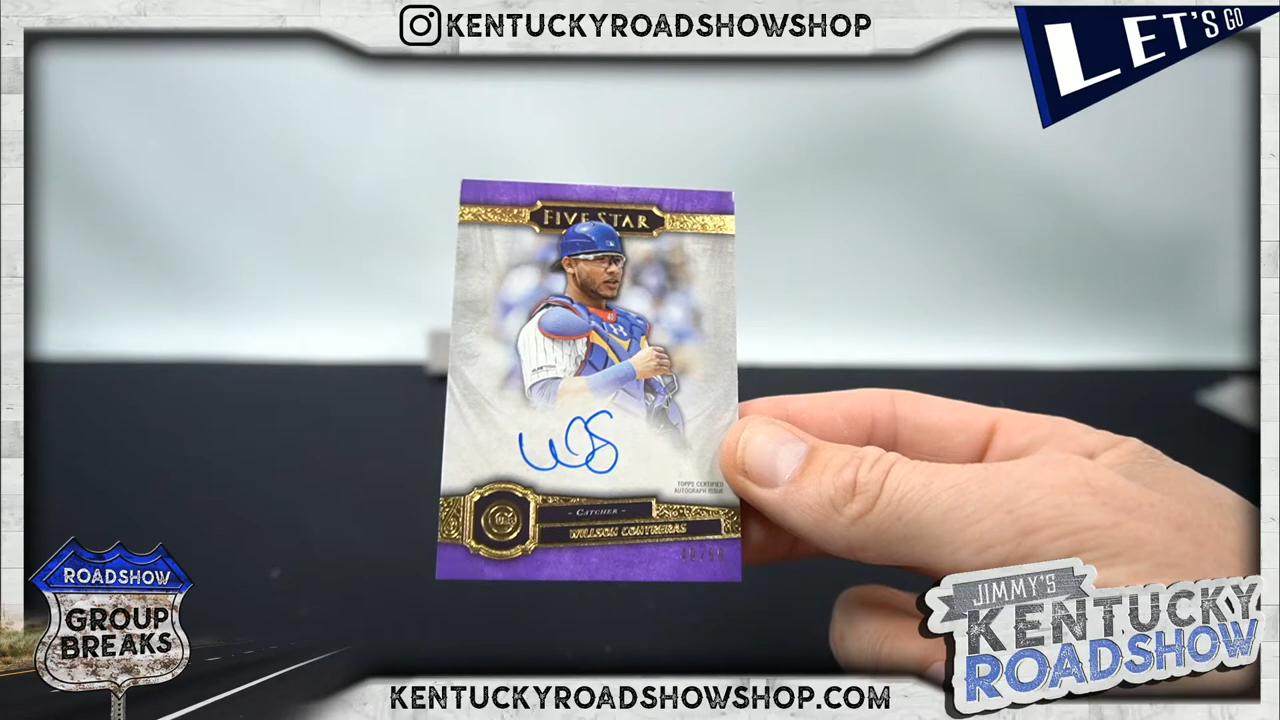 KENTUCKYROADSHOWSHOP
LET'S GO
FIVE STAR
TOPPS CERTIFIED
AUTOGRAPH ISSUE
- CATCHER -
WILLSON CONTRERAS
ROADSHOW
GROUP
BREAKS
JIMMY'S
KENTUCKY
ROADSHOW
KENTUCKYROADSHOWSHOP.COM